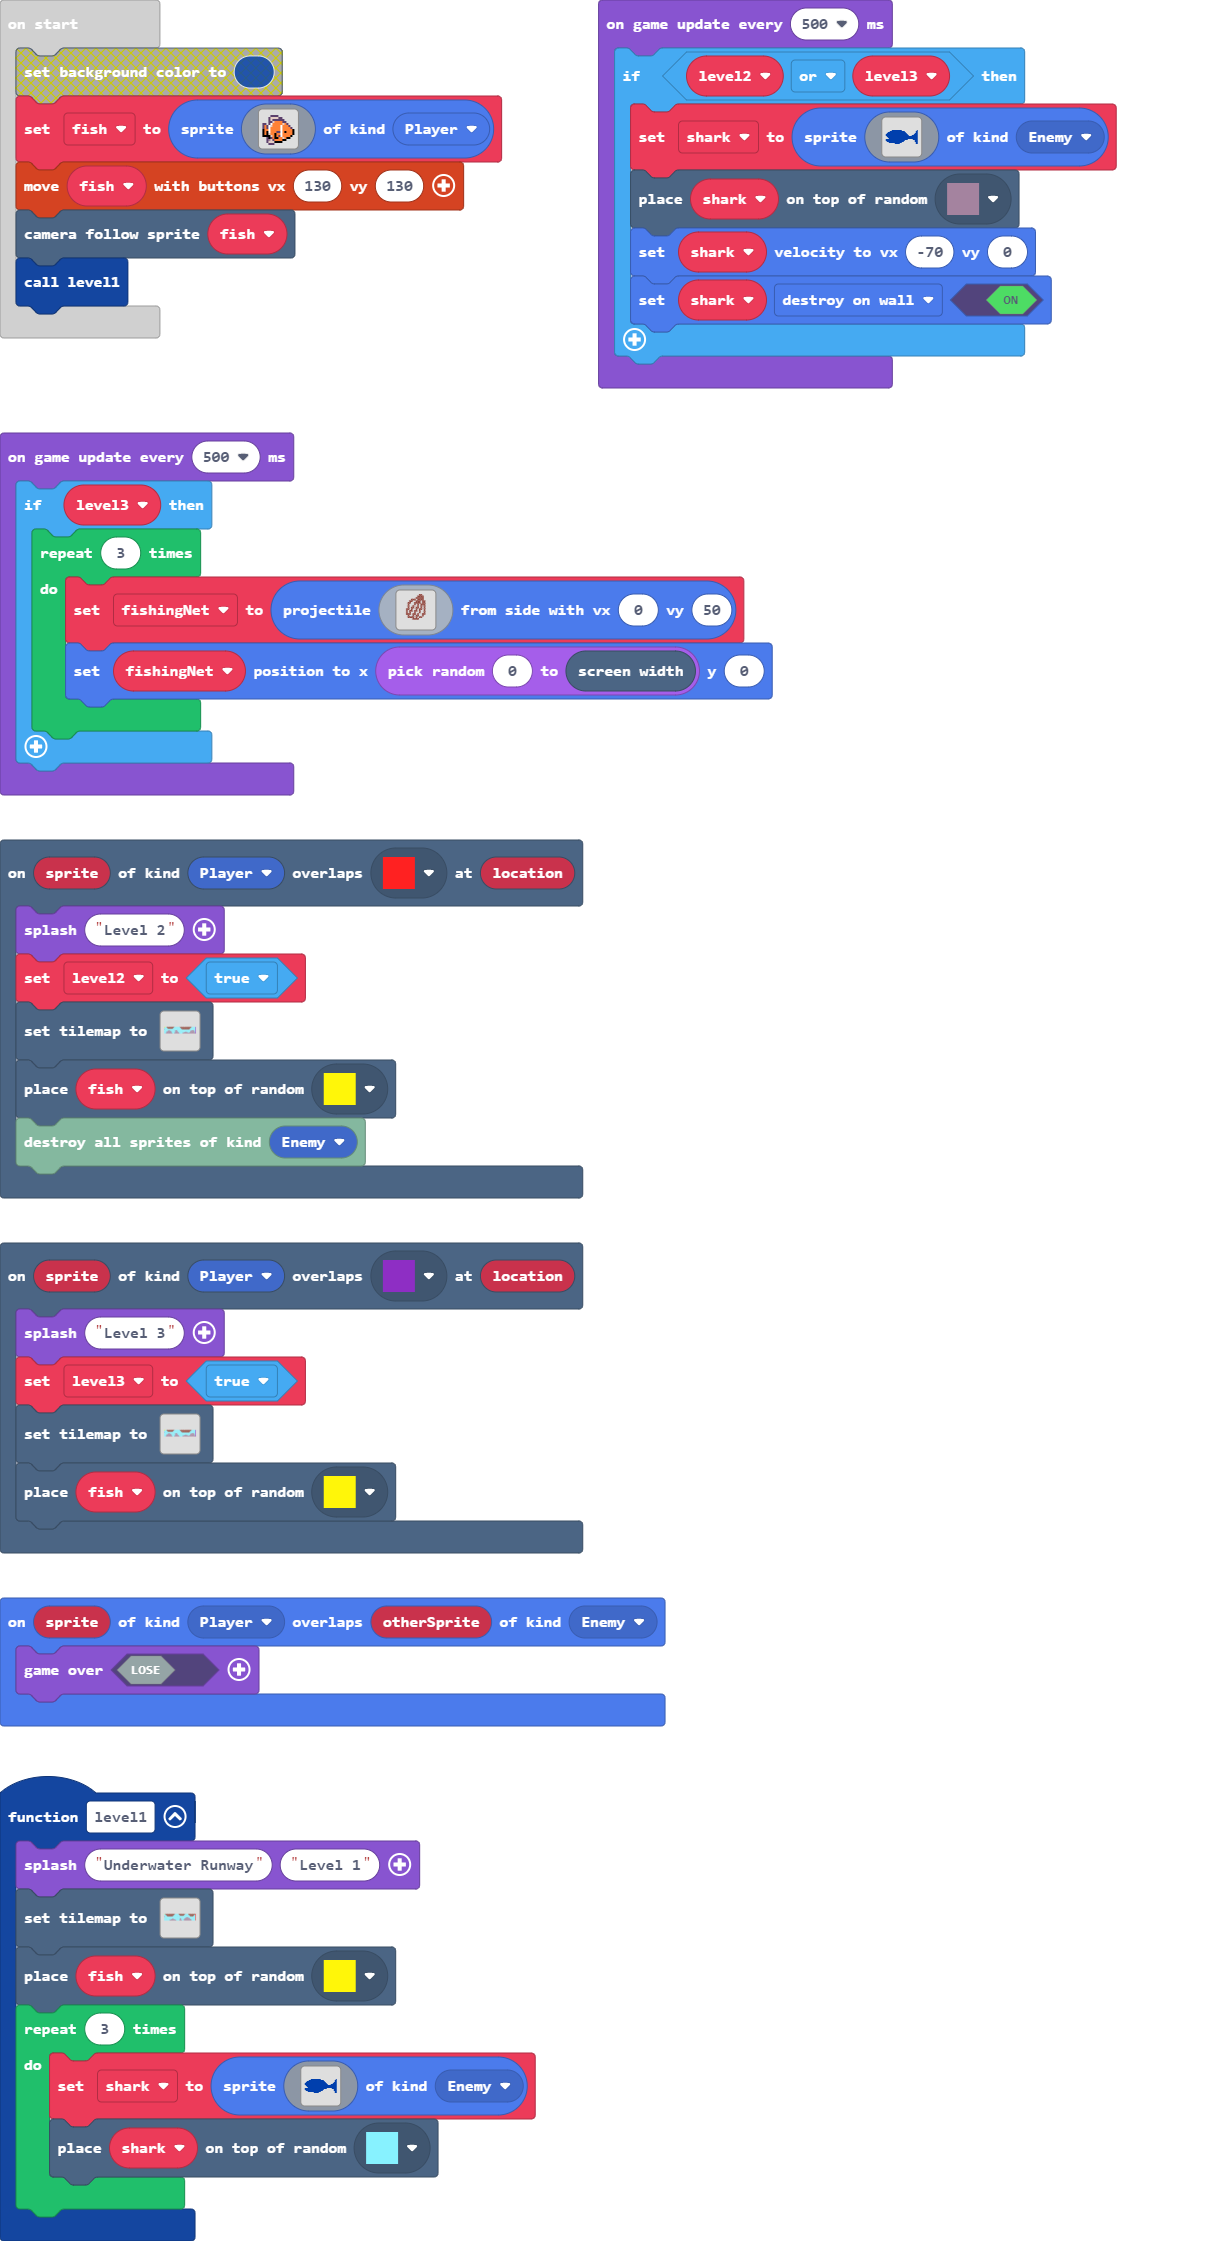 on start
set background color to
set fish to sprite of kind Player
move fish with buttons vx 130 vy 130
camera follow sprite fish
call level1
on game update every 500 ms
if level2 or level3 then
set shark to sprite of kind Enemy
place shark on top of random
set shark velocity to vx -70 vy 0
set shark destroy on wall ON
on game update every 500 ms
if level3 then
repeat 3 times
do
set fishingNet to projectile from side with vx 0 vy 50
set fishingNet position to x pick random 0 to screen width y 0
on sprite of kind Player overlaps at location
splash "Level 2"
set level2 to true
set tilemap to
place fish on top of random
destroy all sprites of kind Enemy
on sprite of kind Player overlaps at location
splash "Level 3"
set level3 to true
set tilemap to
place fish on top of random
on sprite of kind Player overlaps otherSprite of kind Enemy
game over LOSE
function level1
splash "Underwater Runway" "Level 1"
set tilemap to
place fish on top of random
repeat 3 times
do
set shark to sprite of kind Enemy
place shark on top of random